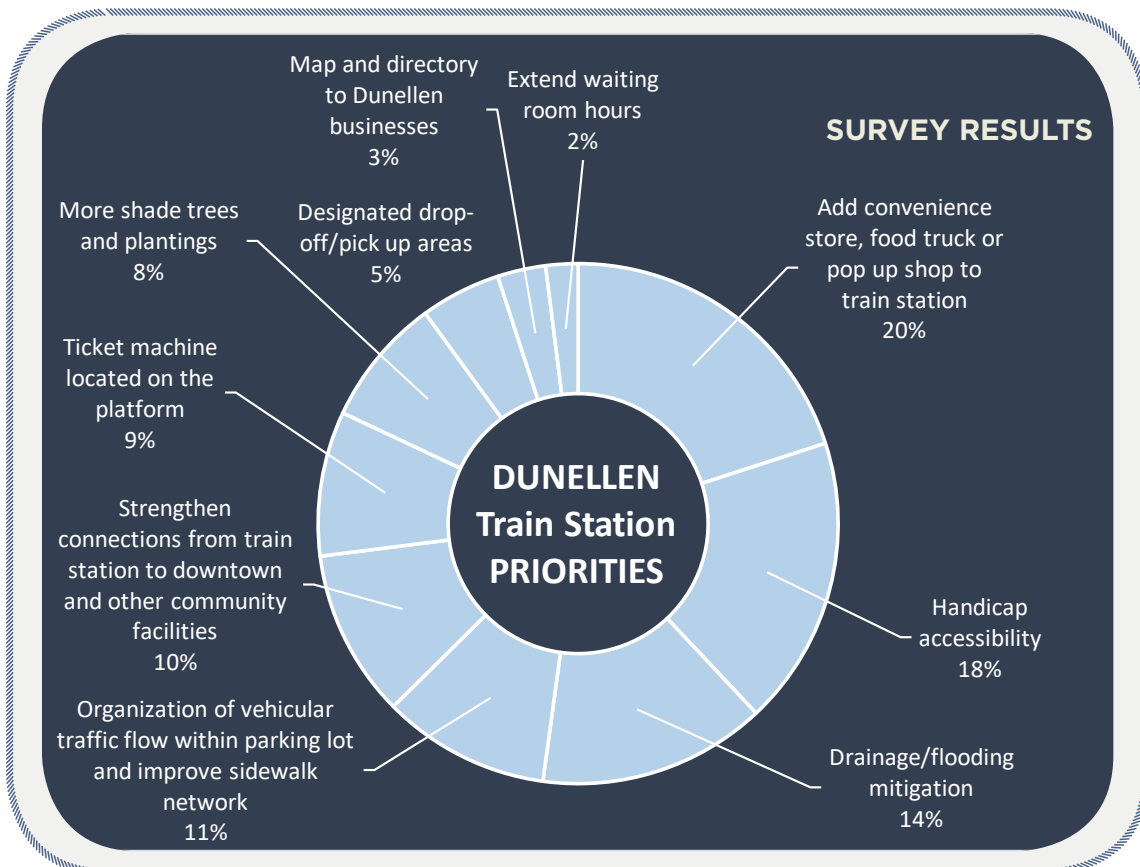 SURVEY RESULTS
Map and directory
to Dunellen
businesses
3%
Extend waiting
room hours
2%
Add convenience
store, food truck or
pop up shop to
train station
20%
More shade trees
and plantings
8%
Designated drop-
off/pick up areas
5%
Ticket machine
located on the
platform
9%
DUNELLEN
Train Station
PRIORITIES
Strengthen
connections from train
station to downtown
and other community
facilities
10%
Handicap
accessibility
18%
Organization of vehicular
traffic flow within parking lot
and improve sidewalk
network
11%
Drainage/flooding
mitigation
14%